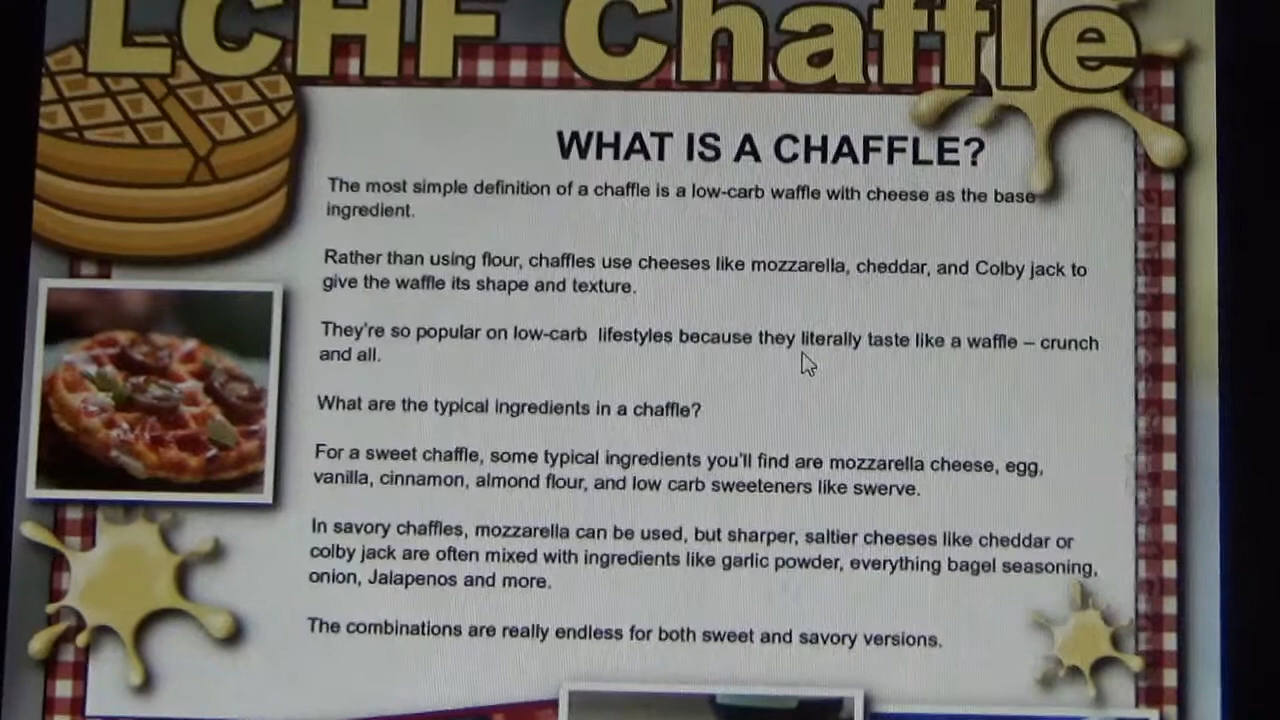 LCHF Chaffle
WHAT IS A CHAFFLE?
The most simple definition of a chaffle is a low-carb waffle with cheese as the base
ingredient.
Rather than using flour, chaffles use cheeses like mozzarella, cheddar, and Colby jack to
give the waffle its shape and texture.
They're so popular on low-carb lifestyles because they literally taste like a waffle – crunch
and all.
What are the typical ingredients in a chaffle?
For a sweet chaffle, some typical ingredients you'll find are mozzarella cheese, egg,
vanilla, cinnamon, almond flour, and low carb sweeteners like swerve.
In savory chaffles, mozzarella can be used, but sharper, saltier cheeses like cheddar or
colby jack are often mixed with ingredients like garlic powder, everything bagel seasoning,
onion, Jalapenos and more.
The combinations are really endless for both sweet and savory versions.